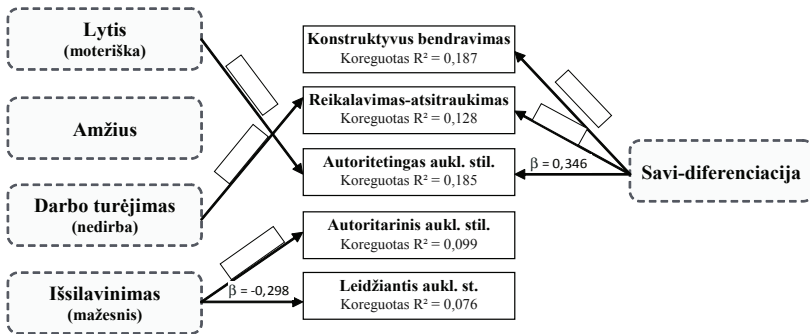 Lytis
(moteriška)
Amžius
Darbo turėjimas
(nedirba)
Išsilavinimas
(mažesnis)
β = -0,298
Konstruktyvus bendravimas
Koreguotas R² = 0,187
Reikalavimas-atsitraukimas
Koreguotas R² = 0,128
Autoritetingas aukl. stil.
Koreguotas R² = 0,185
Autoritarinis aukl. stil.
Koreguotas R² = 0,099
Leidžiantis aukl. st.
Koreguotas R² = 0,076
β = 0,346
Savi-diferenciacija